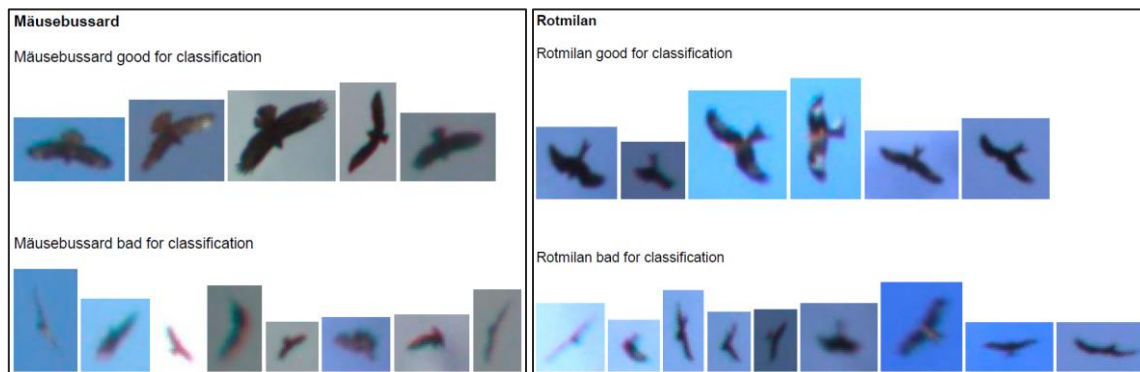 Mäusebussard
Mäusebussard good for classification
Mäusebussard bad for classification
Rotmilan
Rotmilan good for classification
Rotmilan bad for classification